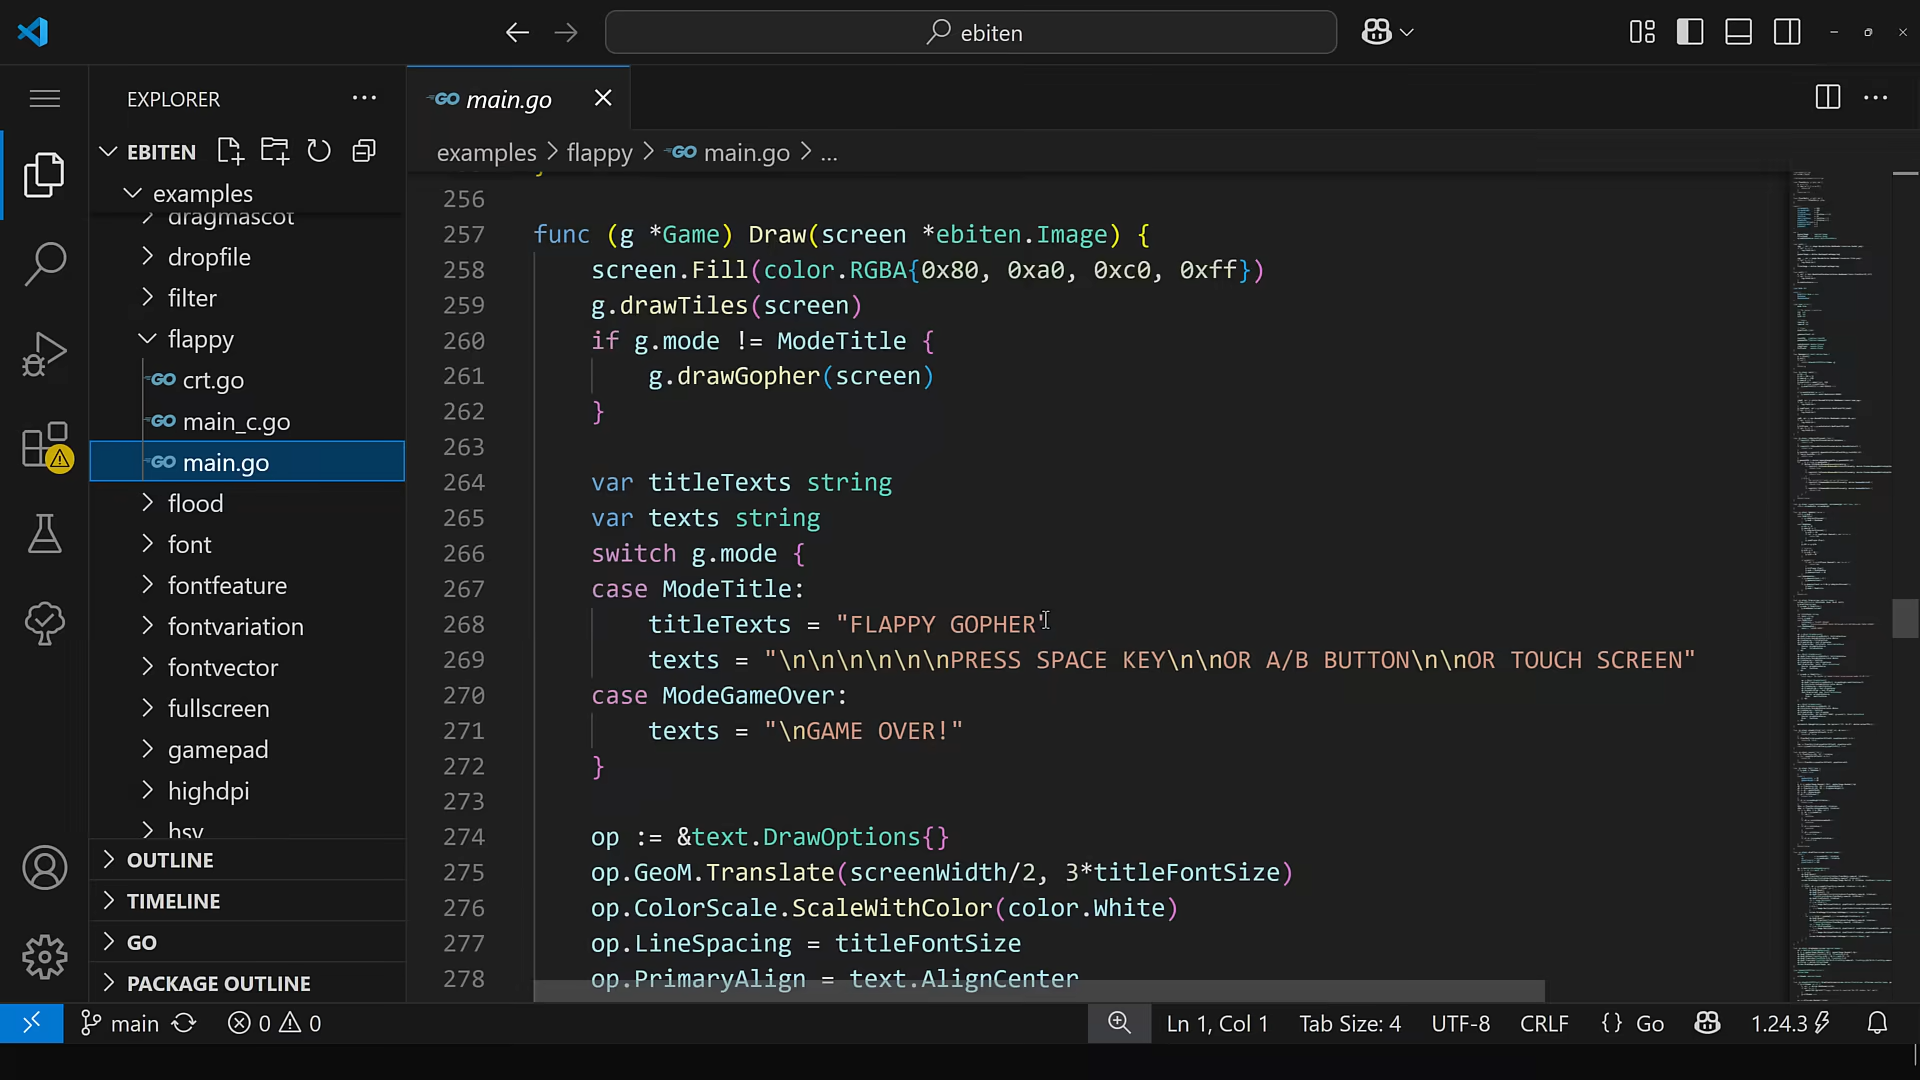 ebiten
EXPLORER
EBITEN
examples
dragmascot
dropfile
filter
flappy
GO crt.go
GO main_c.go
GO main.go
flood
font
fontfeature
fontvariation
fontvector
fullscreen
gamepad
highdpi
hsv
OUTLINE
TIMELINE
GO
PACKAGE OUTLINE
GO main.go
examples > flappy > GO main.go > ...
256
257 func (g *Game) Draw(screen *ebiten.Image) {
258 screen.Fill(color.RGBA{0x80, 0xa0, 0xc0, 0xff})
259 g.drawTiles(screen)
260 if g.mode != ModeTitle {
261 g.drawGopher(screen)
262 }
263
264 var titleTexts string
265 var texts string
266 switch g.mode {
267 case ModeTitle:
268 titleTexts = "FLAPPY GOPHER"
269 texts = "\n\n\n\n\n\nPRESS SPACE KEY\n\nOR A/B BUTTON\n\nOR TOUCH SCREEN"
270 case ModeGameOver:
271 texts = "\nGAME OVER!"
272 }
273
274 op := &text.DrawOptions{}
275 op.GeoM.Translate(screenWidth/2, 3*titleFontSize)
276 op.ColorScale.ScaleWithColor(color.White)
277 op.LineSpacing = titleFontSize
278 op.PrimaryAlign = text.AlignCenter
main 0 0 Ln 1, Col 1 Tab Size: 4 UTF-8 CRLF {} Go 1.24.3